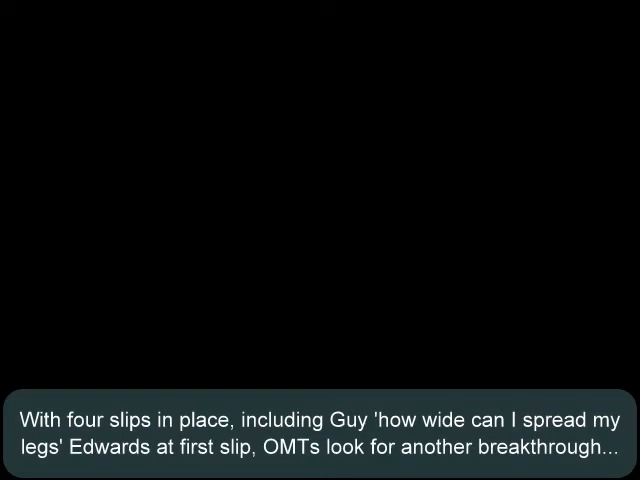 With four slips in place, including Guy 'how wide can I spread my
legs' Edwards at first slip, OMTs look for another breakthrough...